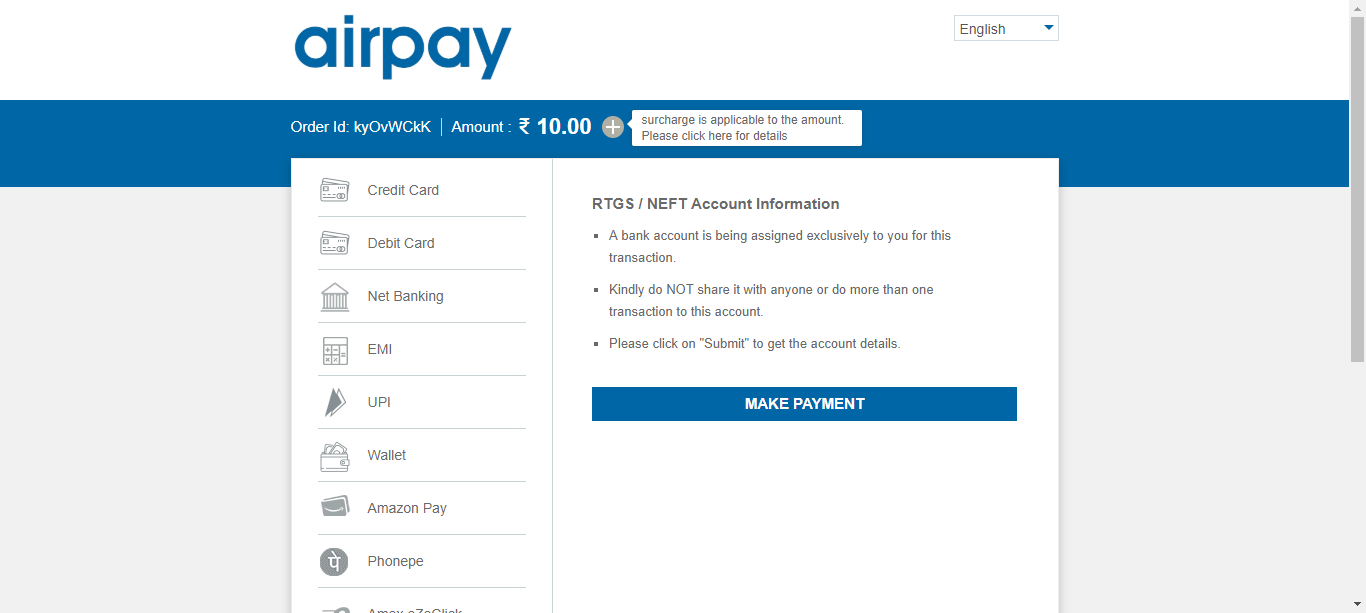 airpay
English
Order Id: kyOvWCkK Amount : ₹ 10.00
surcharge is applicable to the amount.
Please click here for details
Credit Card
Debit Card
Net Banking
EMI
UPI
Wallet
Amazon Pay
पे
Phonepe
Amex eZeClick
RTGS / NEFT Account Information
A bank account is being assigned exclusively to you for this
transaction.
Kindly do NOT share it with anyone or do more than one
transaction to this account.
Please click on "Submit" to get the account details.
MAKE PAYMENT